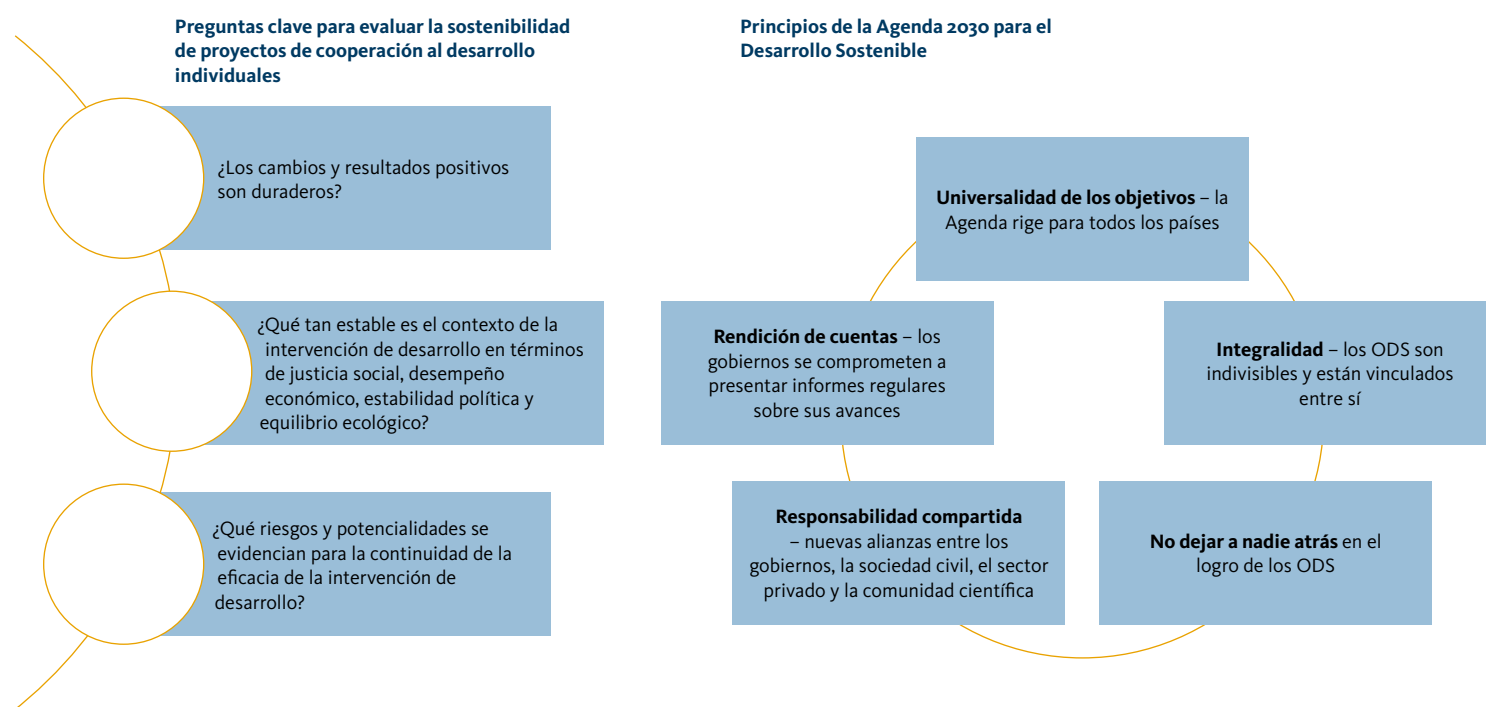 Preguntas clave para evaluar la sostenibilidad
de proyectos de cooperación al desarrollo
individuales
¿Los cambios y resultados positivos
son duraderos?
¿Qué tan estable es el contexto de la
intervención de desarrollo en términos
de justicia social, desempeño
económico, estabilidad política y
equilibrio ecológico?
¿Qué riesgos y potencialidades se
evidencian para la continuidad de la
eficacia de la intervención de
desarrollo?
Principios de la Agenda 2030 para el
Desarrollo Sostenible
Universalidad de los objetivos – la
Agenda rige para todos los países
Rendición de cuentas – los
gobiernos se comprometen a
presentar informes regulares
sobre sus avances
Integralidad – los ODS son
indivisibles y están vinculados
entre sí
Responsabilidad compartida
– nuevas alianzas entre los
gobiernos, la sociedad civil, el sector
privado y la comunidad científica
No dejar a nadie atrás en el
logro de los ODS